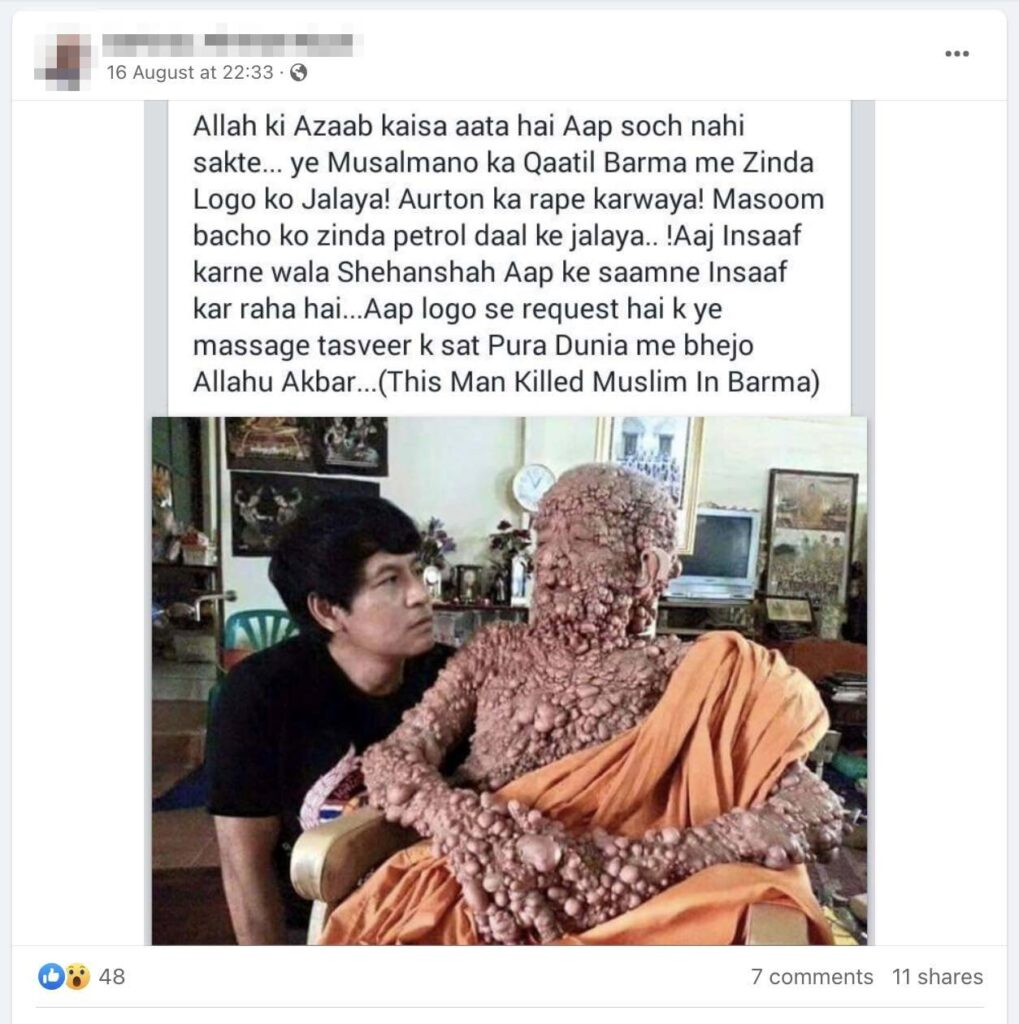 16 August at 22:33 ·
Allah ki Azaab kaisa aata hai Aap soch nahi
sakte... ye Musalmano ka Qaatil Barma me Zinda
Logo ko Jalaya! Aurton ka rape karwaya! Masoom
bacho ko zinda petrol daal ke jalaya.. !Aaj Insaaf
karne wala Shehanshah Aap ke saamne Insaaf
kar raha hai...Aap logo se request hai k ye
massage tasveer k sat Pura Dunia me bhejo
Allahu Akbar...(This Man Killed Muslim In Barma)
48
7 comments 11 shares